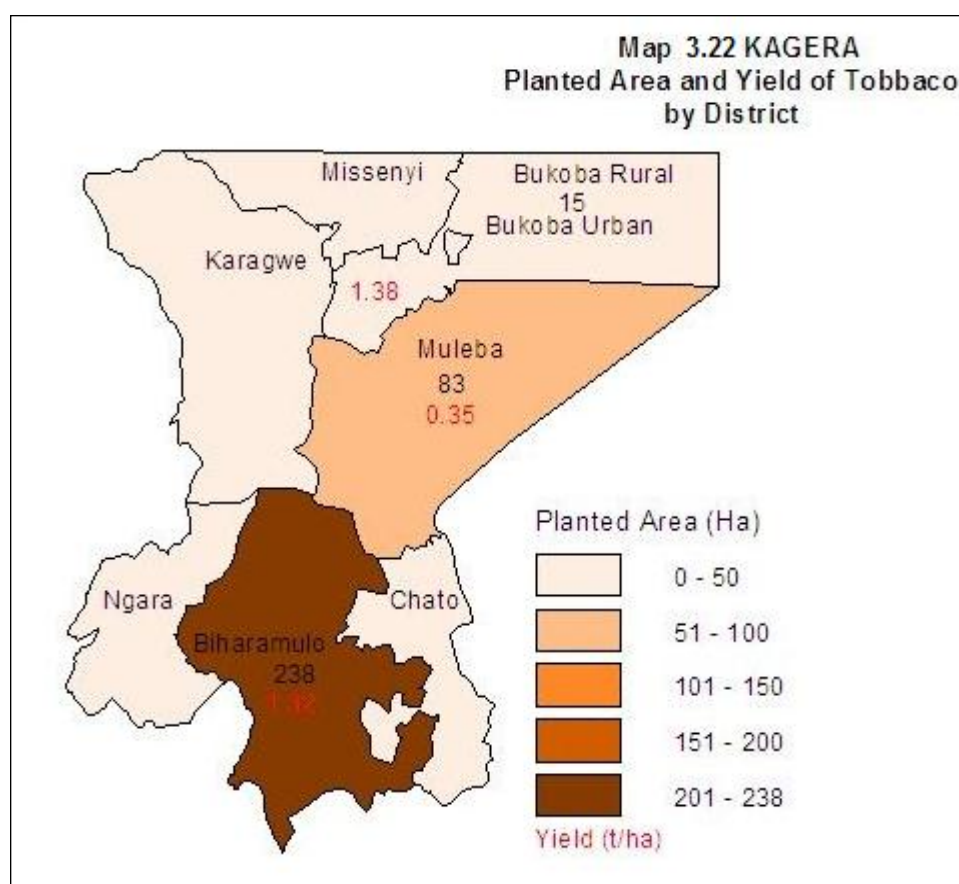 Map 3.22 KAGERA
Planted Area and Yield of Tobbaco
by District
Missenyi
Bukoba Rural
15
Bukoba Urban
Karagwe
1.38
Muleba
83
0.35
Planted Area (Ha)
0 - 50
51 - 100
101 - 150
151 - 200
201 - 238
Yield (t/ha)
Ngara
Chato
Biharamulo
238